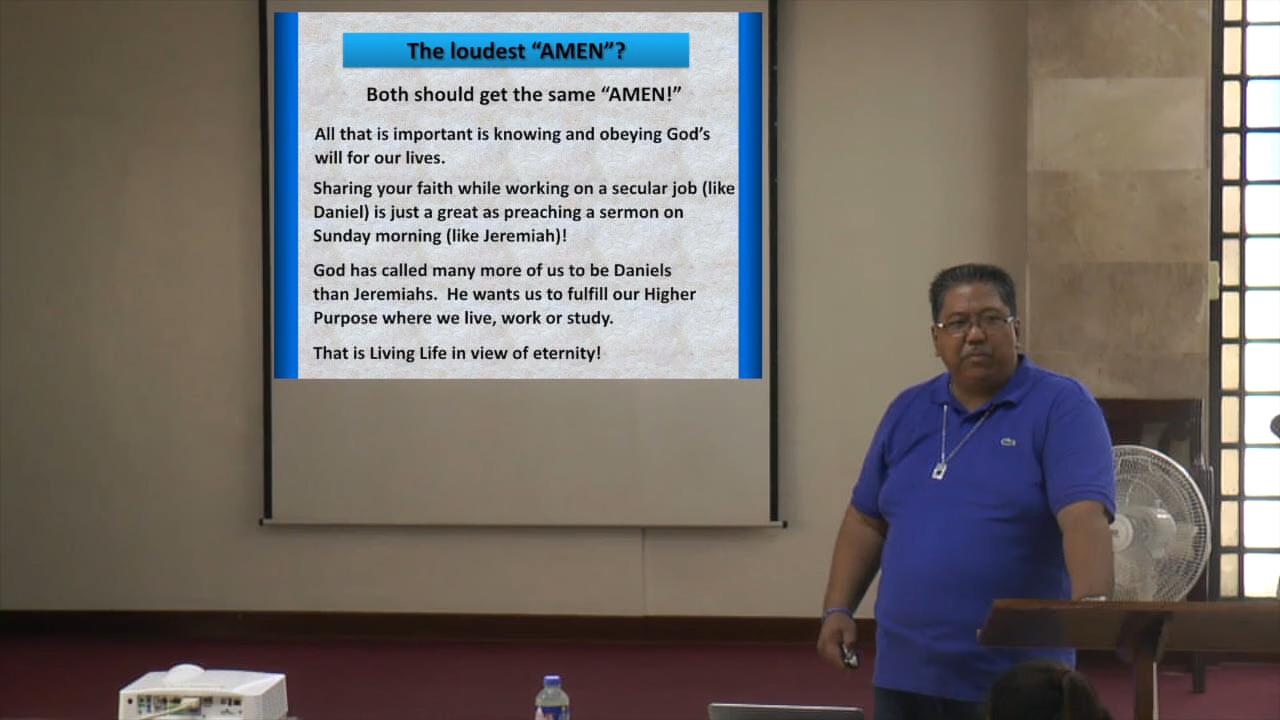 The loudest “AMEN”?
Both should get the same “AMEN!”
All that is important is knowing and obeying God’s
will for our lives.
Sharing your faith while working on a secular job (like
Daniel) is just a great as preaching a sermon on
Sunday morning (like Jeremiah)!
God has called many more of us to be Daniels
than Jeremiahs.  He wants us to fulfill our Higher
Purpose where we live, work or study.
That is Living Life in view of eternity!